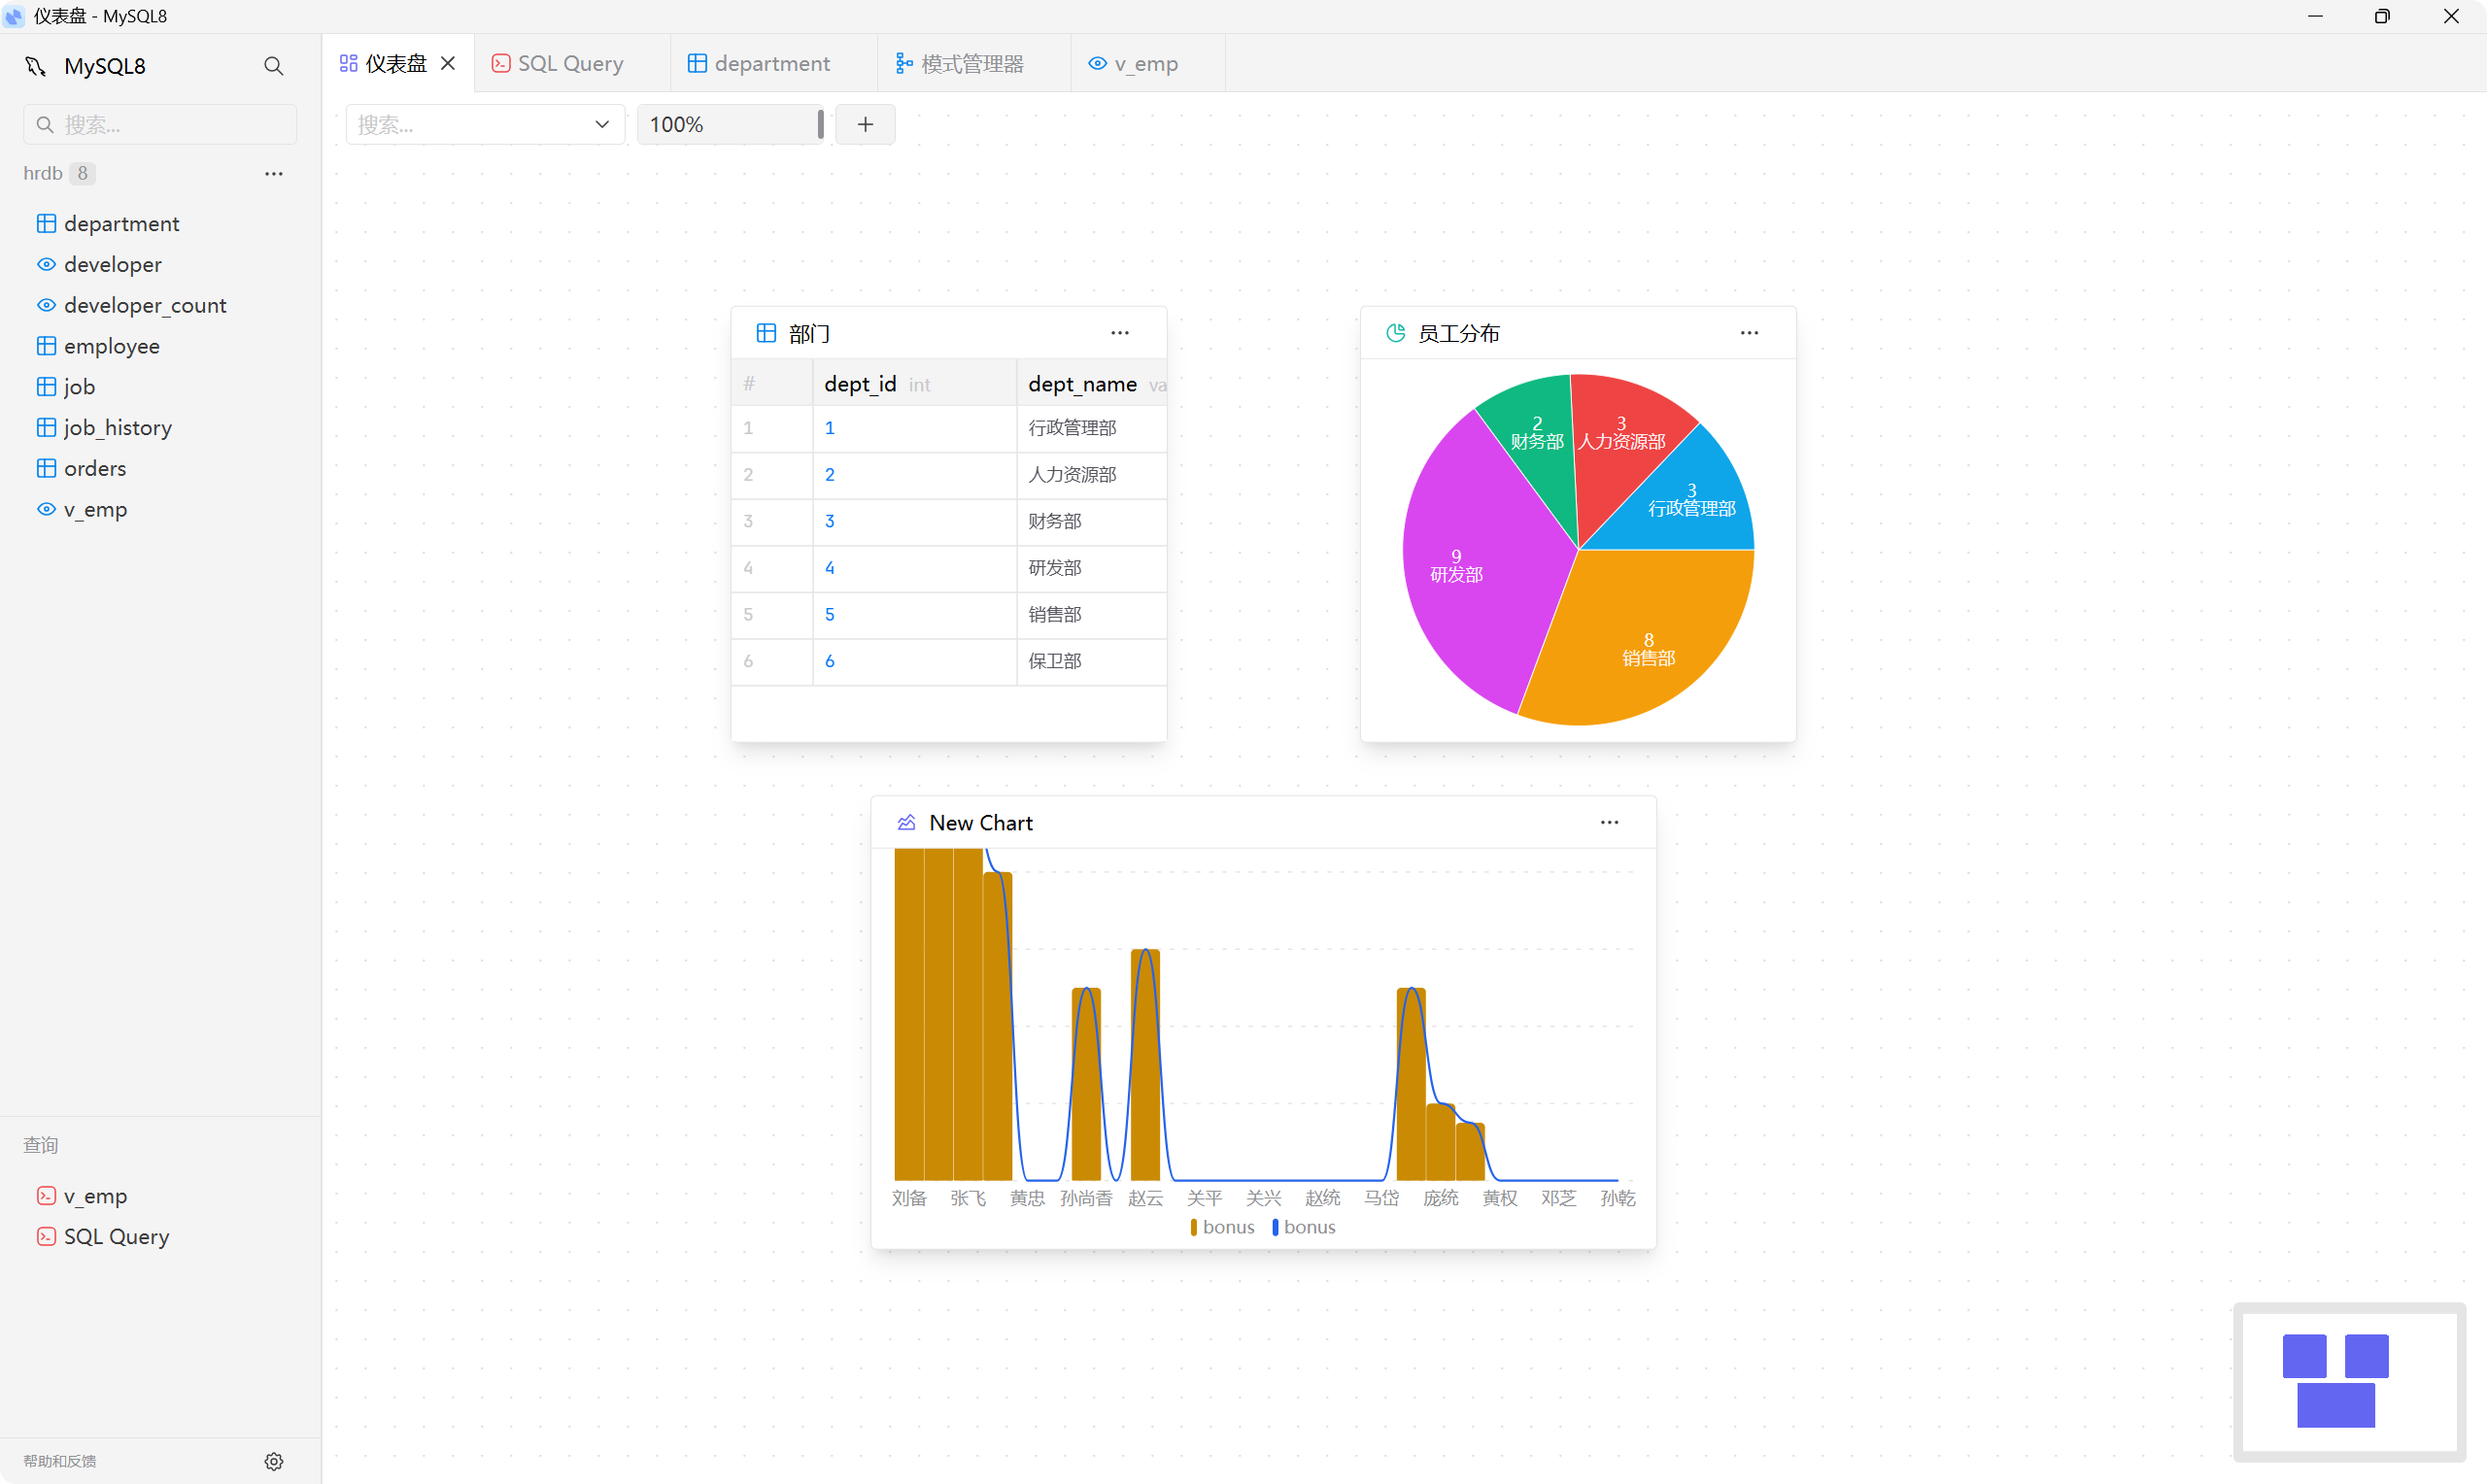 仪表盘 - MySQL8
MySQL8
搜索...
hrdb 8
department
developer
developer_count
employee
job
job_history
orders
v_emp
查询
v_emp
SQL Query
帮助和反馈
仪表盘
SQL Query
department
模式管理器
v_emp
搜索...
100%
部门
# dept_id int dept_name va
1 1 行政管理部
2 2 人力资源部
3 3 财务部
4 4 研发部
5 5 销售部
6 6 保卫部
员工分布
2
财务部
3
人力资源部
3
行政管理部
9
研发部
8
销售部
New Chart
刘备 张飞 黄忠 孙尚香 赵云 关平 关兴 赵统 马岱 庞统 黄权 邓芝 孙乾
bonus bonus